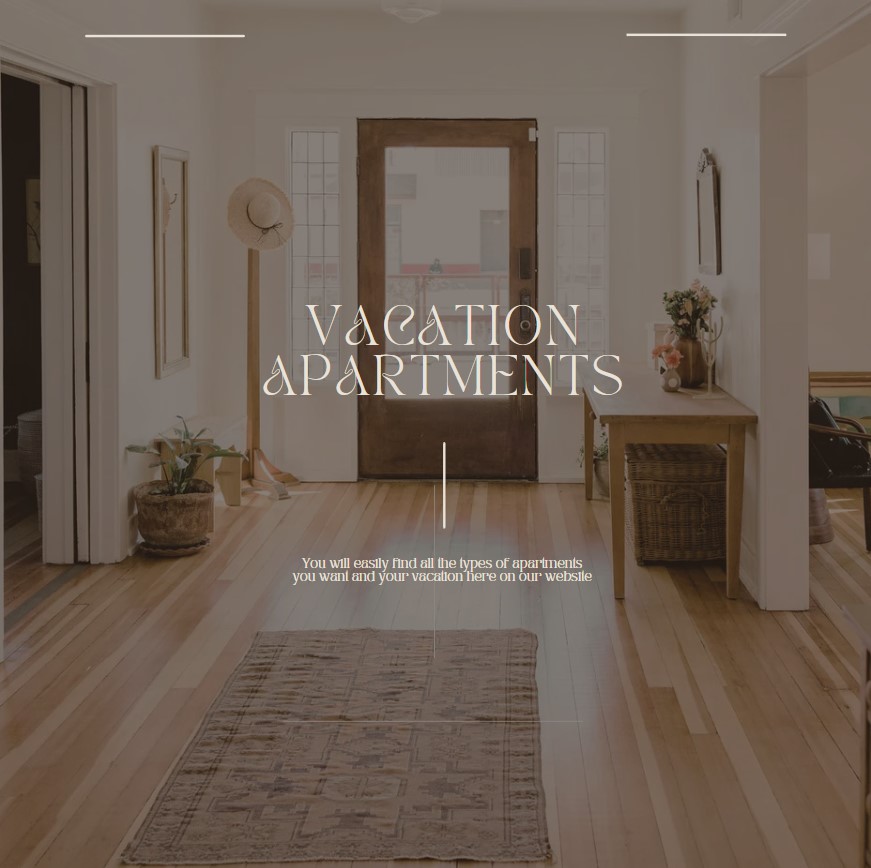 VACATION
APARTMENTS
You will easily find all the types of apartments
you want and your vacation here on our website